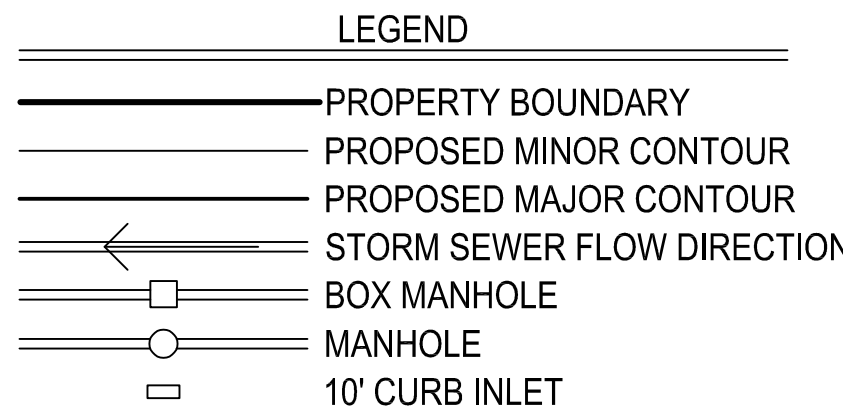 LEGEND
PROPERTY BOUNDARY
PROPOSED MINOR CONTOUR
PROPOSED MAJOR CONTOUR
STORM SEWER FLOW DIRECTION
BOX MANHOLE
MANHOLE
10' CURB INLET